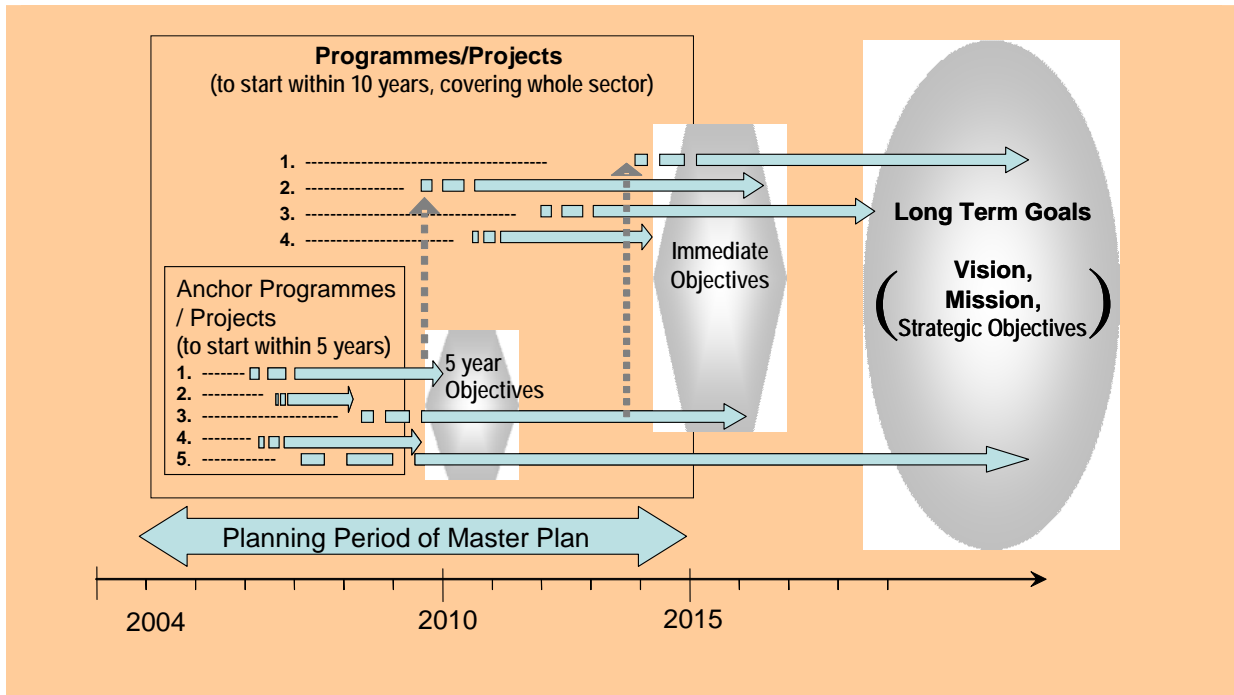 Programmes/Projects
(to start within 10 years, covering whole sector)
1. ------------------------------------
2. ---------------
3. --------------------------------
4. ----------------------
Anchor Programmes
/ Projects
(to start within 5 years)
1. -------
2. ----------
3. ---------------------
4. --------
5. ------------
5 year
Objectives
Immediate
Objectives
Long Term Goals
( Vision,
Mission,
Strategic Objectives )
Planning Period of Master Plan
2004
2010
2015